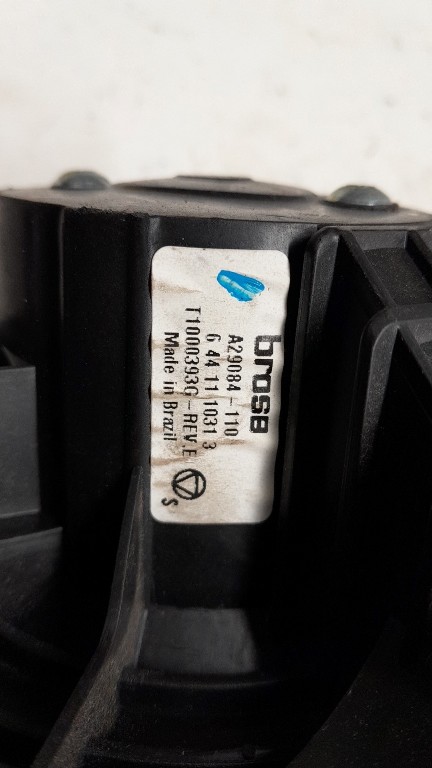 brose
A29084-110
6 44 11 1031 3
T1000393G-REV.E
Made in Brazil
S